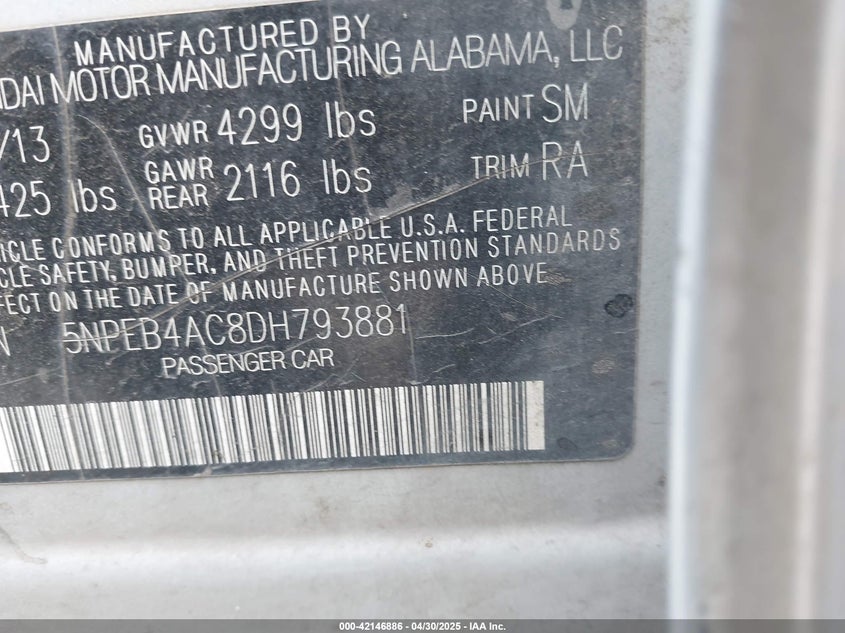 MANUFACTURED BY
NDAI MOTOR MANUFACTURING ALABAMA, LLC
/13 GVWR 4299 lbs PAINT SM
425 lbs GAWR REAR 2116 lbs TRIM RA
ICLE CONFORMS TO ALL APPLICABLE U.S.A. FEDERAL
CLE SAFETY, BUMPER, AND THEFT PREVENTION STANDARDS
FFECT ON THE DATE OF MANUFACTURE SHOWN ABOVE
N 5NPEB4AC8DH793881
PASSENGER CAR
000-42146886 - 04/30/2025 - IAA Inc.